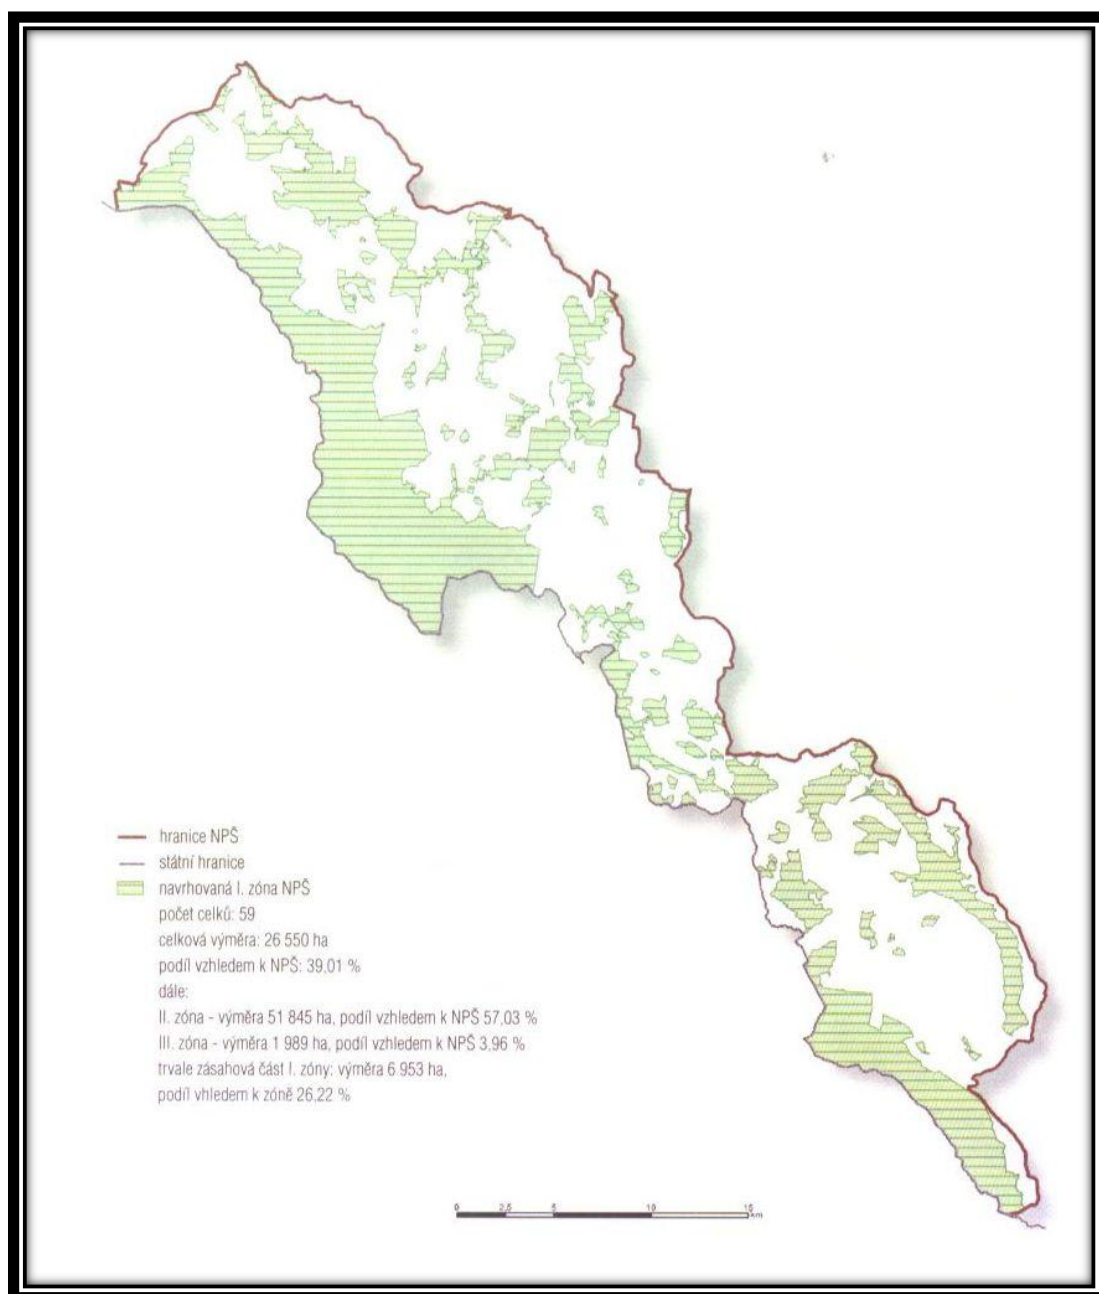 hranice NPŠ
státní hranice
navrhovaná I. zóna NPŠ
počet celků: 59
celková výměra: 26 550 ha
podíl vzhledem k NPŠ: 39,01 %
dále:
II. zóna - výměra 51 845 ha, podíl vzhledem k NPŠ 57,03 %
III. zóna - výměra 1 989 ha, podíl vzhledem k NPŠ 3,96 %
trvale zásahová část I. zóny: výměra 6 953 ha,
podíl vhledem k zóně 26,22 %
0 2,5 5 10 15
km